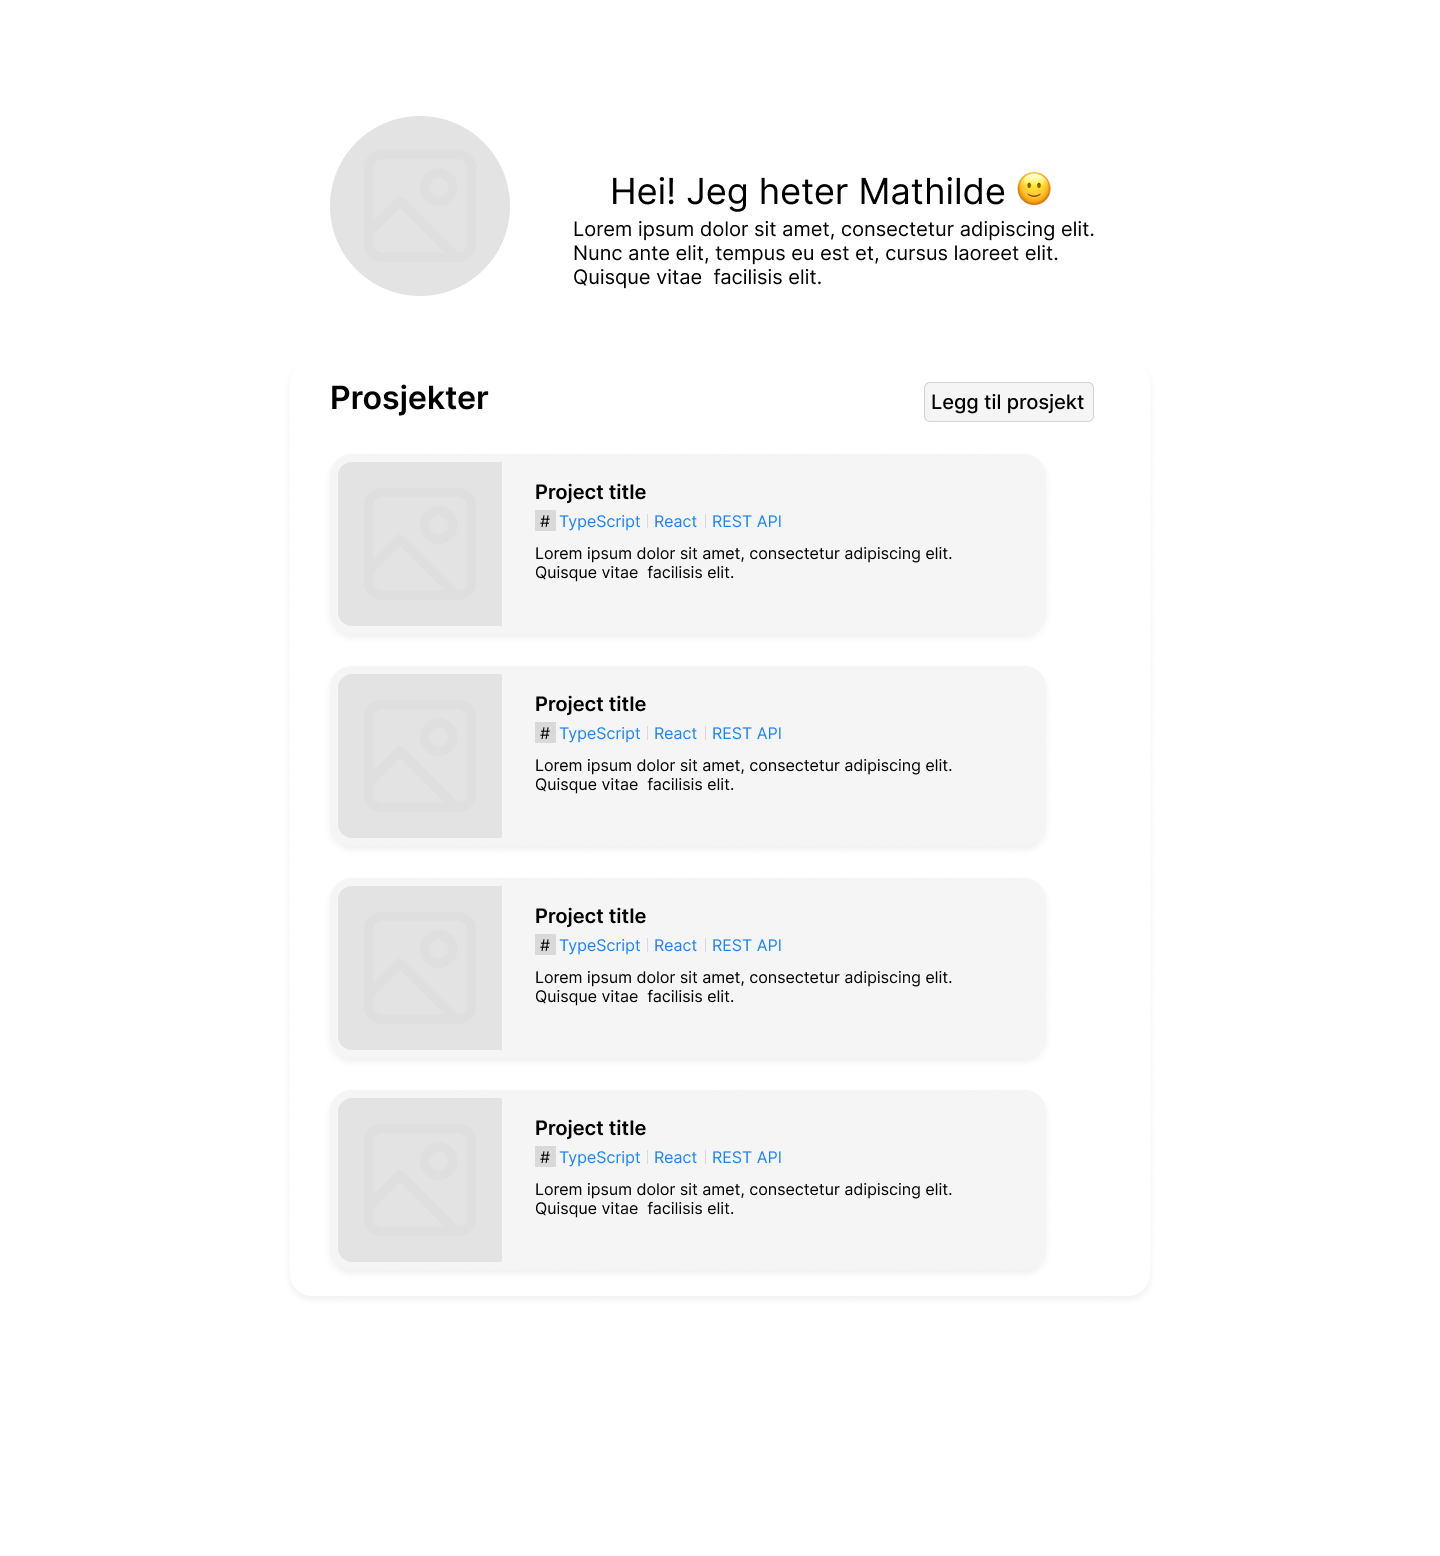 Hei! Jeg heter Mathilde 🙂
Lorem ipsum dolor sit amet, consectetur adipiscing elit.
Nunc ante elit, tempus eu est et, cursus laoreet elit.
Quisque vitae  facilisis elit.
Prosjekter
Legg til prosjekt
Project title
# TypeScript | React | REST API
Lorem ipsum dolor sit amet, consectetur adipiscing elit.
Quisque vitae  facilisis elit.
Project title
# TypeScript | React | REST API
Lorem ipsum dolor sit amet, consectetur adipiscing elit.
Quisque vitae  facilisis elit.
Project title
# TypeScript | React | REST API
Lorem ipsum dolor sit amet, consectetur adipiscing elit.
Quisque vitae  facilisis elit.
Project title
# TypeScript | React | REST API
Lorem ipsum dolor sit amet, consectetur adipiscing elit.
Quisque vitae  facilisis elit.